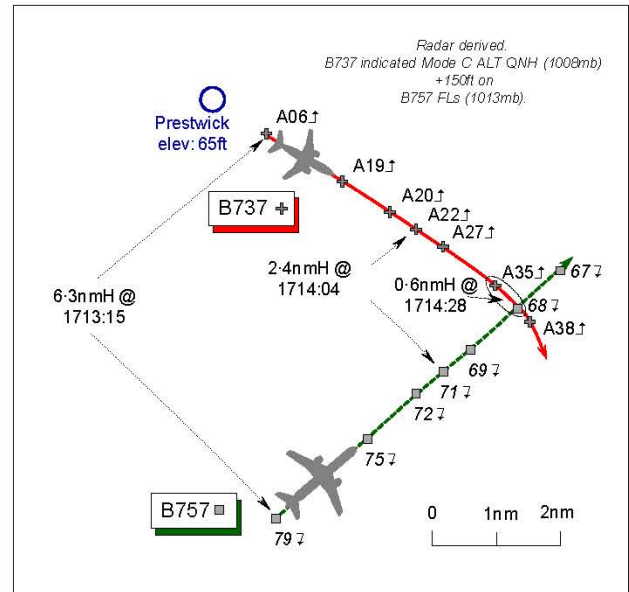 Radar derived.
B737 indicated Mode C ALT QNH (1008mb)
+150ft on
B757 FLs (1013mb).
Prestwick
elev: 65ft
A06↥
A19↥
B737
A20↥
A22↥
A27↥
6·3nmH @
1713:15
2·4nmH @
1714:04
0·6nmH @
1714:28
A35↥
67↧
68↧
A38↥
69↧
71↧
72↧
75↧
B757
79↧
0 1nm 2nm